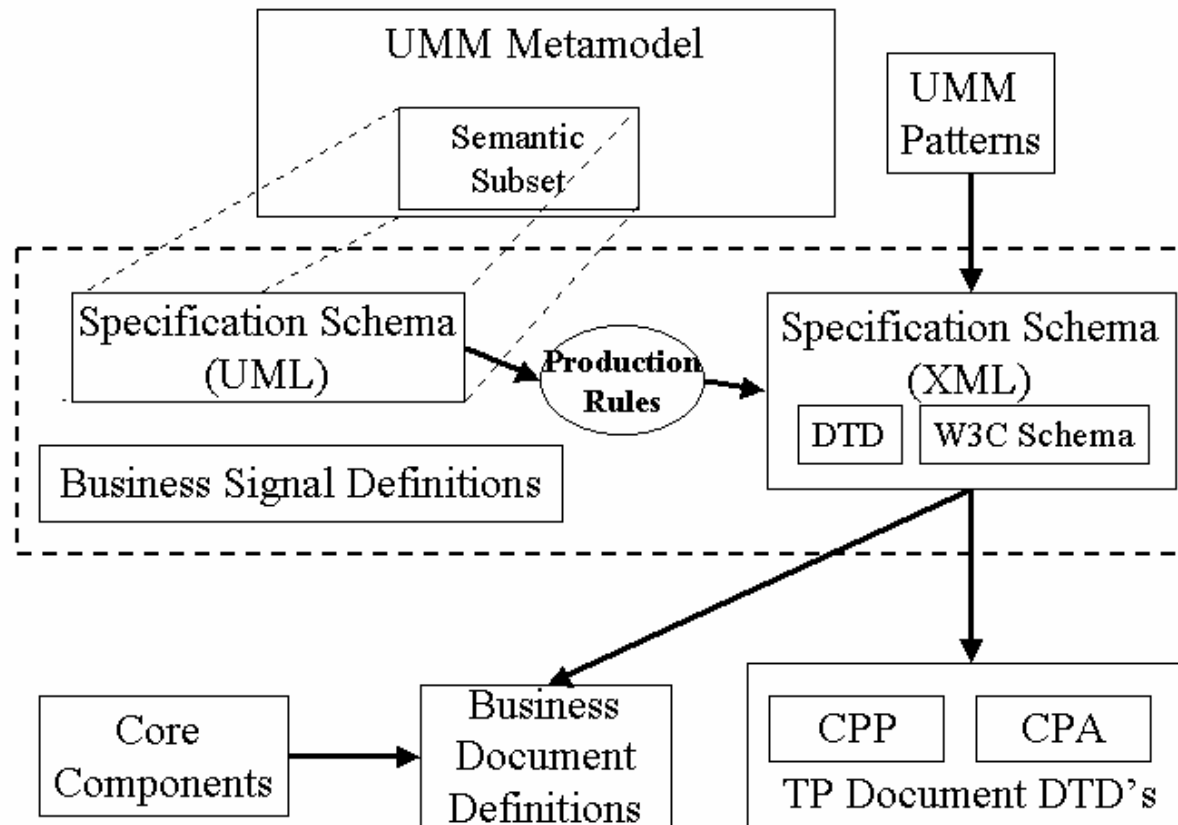 UMM Metamodel
Semantic
Subset
UMM
Patterns
Specification Schema
(UML)
Production
Rules
Specification Schema
(XML)
DTD
W3C Schema
Business Signal Definitions
Core
Components
Business
Document
Definitions
CPP
CPA
TP Document DTD's